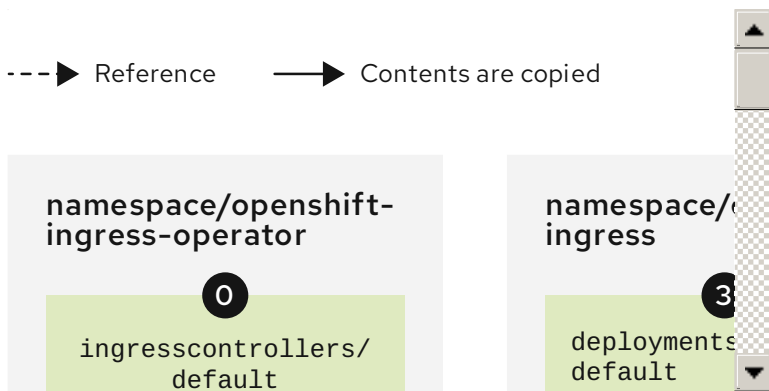 Reference
Contents are copied
namespace/openshift-
ingress-operator
0
ingresscontrollers/
default
namespace/
ingress
3
deployments
default